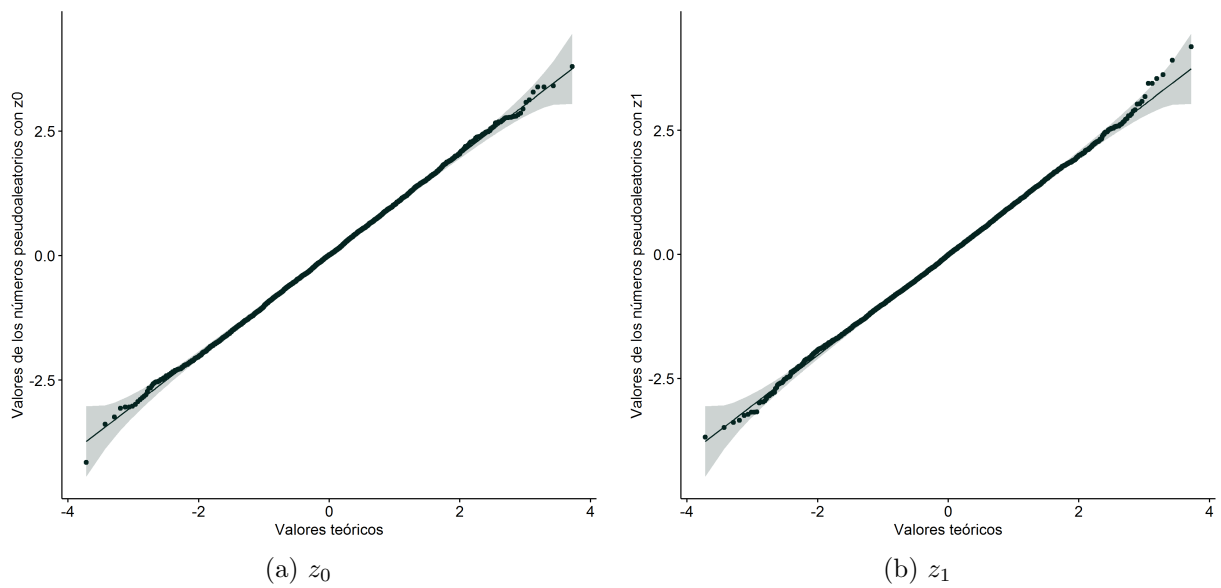 Valores de los números pseudoaleatorios con z0
2.5
0.0
-2.5
-4
-2
0
2
4
Valores teóricos
(a) z0
Valores de los números pseudoaleatorios con z1
2.5
0.0
-2.5
-4
-2
0
2
4
Valores teóricos
(b) z1